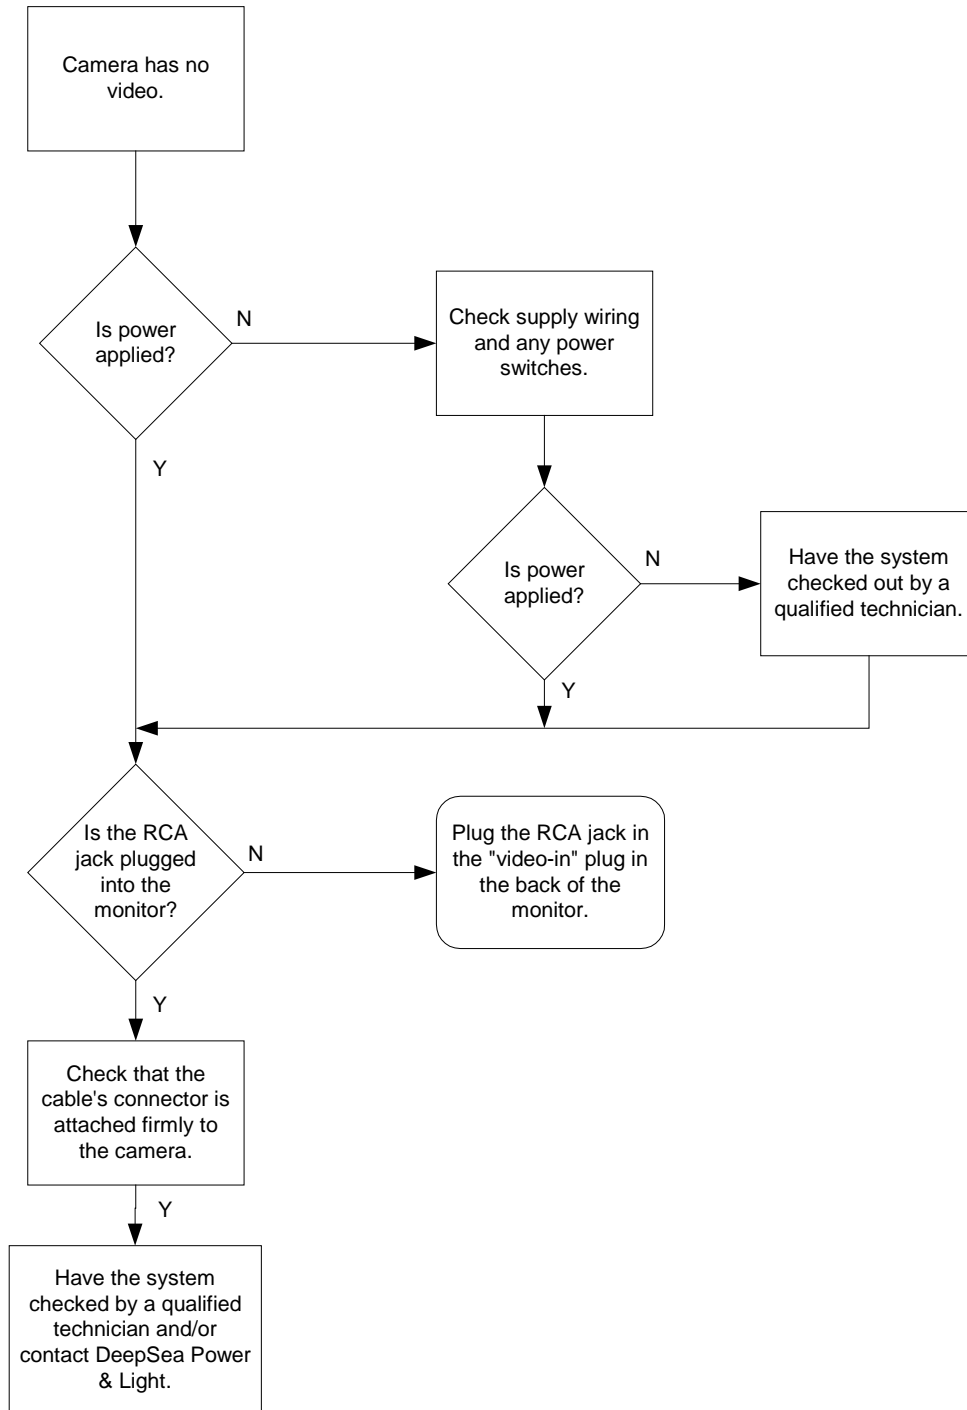 Camera has no
video.
Is power
applied?
N
Check supply wiring
and any power
switches.
Y
Is power
applied?
N
Have the system
checked out by a
qualified technician.
Y
Is the RCA
jack plugged
into the
monitor?
N
Plug the RCA jack in
the "video-in" plug in
the back of the
monitor.
Y
Check that the
cable's connector is
attached firmly to
the camera.
Y
Have the system
checked by a qualified
technician and/or
contact DeepSea Power
& Light.